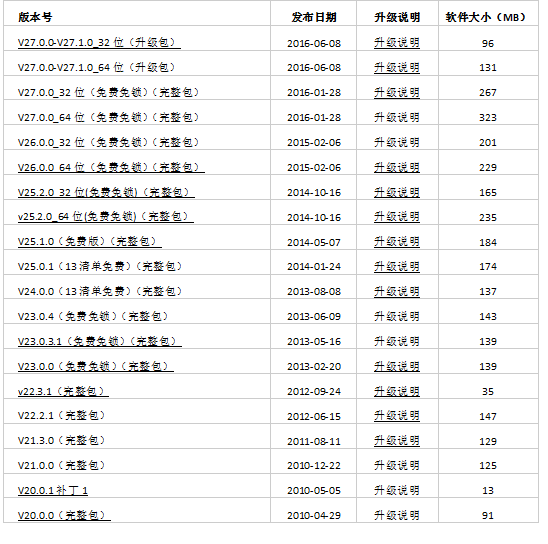 版本号 发布日期 升级说明 软件大小（MB）
V27.0.0-V27.1.0_32 位（升级包） 2016-06-08 升级说明 96
V27.0.0-V27.1.0_64 位（升级包） 2016-06-08 升级说明 131
V27.0.0_32 位（免费免锁）（完整包） 2016-01-28 升级说明 267
V27.0.0_64 位（免费免锁）（完整包） 2016-01-28 升级说明 323
V26.0.0_32 位（免费免锁）（完整包） 2015-02-06 升级说明 201
V26.0.0_64 位（免费免锁）（完整包） 2015-02-06 升级说明 229
V25.2.0_32 位(免费免锁)（完整包） 2014-10-16 升级说明 165
v25.2.0_64 位(免费免锁)（完整包） 2014-10-16 升级说明 235
V25.1.0（免费版）（完整包） 2014-05-07 升级说明 184
V25.0.1（13 清单免费）（完整包） 2014-01-24 升级说明 174
V24.0.0（13 清单免费）（完整包） 2013-08-08 升级说明 137
V23.0.4（免费免锁）（完整包） 2013-06-09 升级说明 143
V23.0.3.1（免费免锁）（完整包） 2013-05-16 升级说明 139
V23.0.0（免费免锁）（完整包） 2013-02-20 升级说明 139
v22.3.1（完整包） 2012-09-24 升级说明 35
V22.2.1（完整包） 2012-06-15 升级说明 147
V21.3.0（完整包） 2011-08-11 升级说明 129
V21.0.0（完整包） 2010-12-22 升级说明 125
V20.0.1 补丁 1 2010-05-05 升级说明 13
V20.0.0（完整包） 2010-04-29 升级说明 91